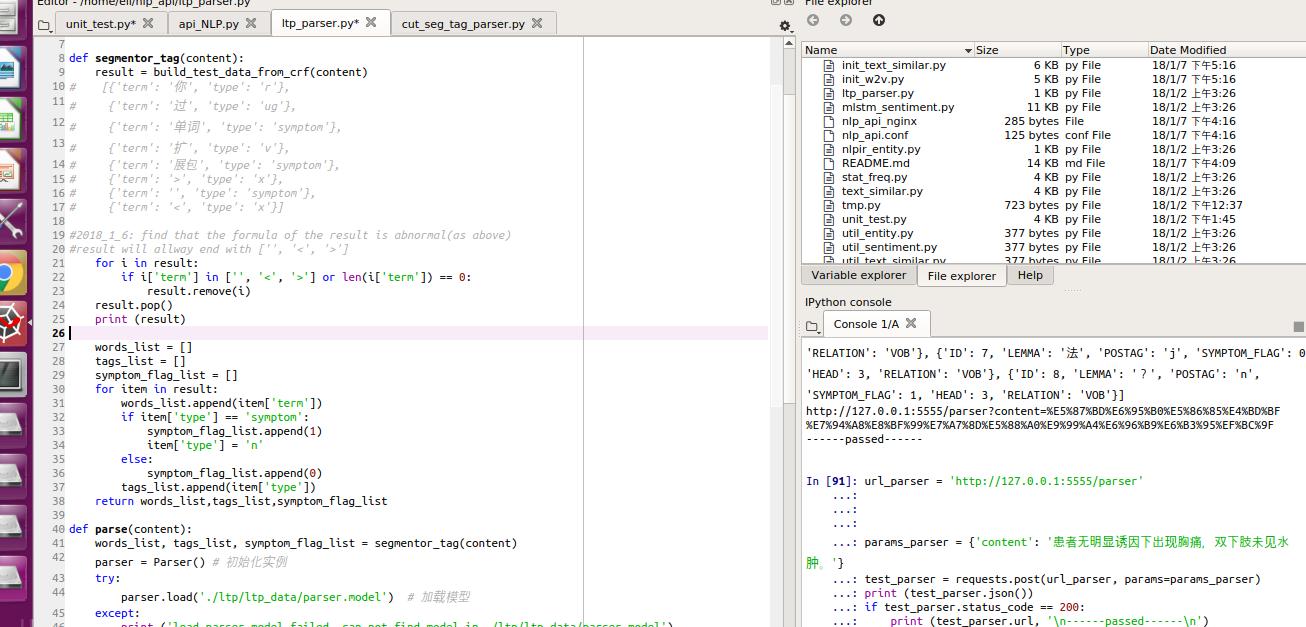 Editor - /home/eli/nlp_api/ltp_parser.py
unit_test.py*
api_NLP.py
ltp_parser.py*
cut_seg_tag_parser.py
7
8 def segmentor_tag(content):
9 result = build_test_data_from_crf(content)
10 # [{'term': '你', 'type': 'r'},
11 # {'term': '过', 'type': 'ug'},
12 # {'term': '单词', 'type': 'symptom'},
13 # {'term': '扩', 'type': 'v'},
14 # {'term': '展包', 'type': 'symptom'},
15 # {'term': '>', 'type': 'x'},
16 # {'term': '', 'type': 'symptom'},
17 # {'term': '<', 'type': 'x'}]
18
19 #2018_1_6: find that the formula of the result is abnormal(as above)
20 #result will allway end with ['', '<', '>']
21 for i in result:
22 if i['term'] in ['', '<', '>'] or len(i['term']) == 0:
23 result.remove(i)
24 result.pop()
25 print (result)
26
27 words_list = []
28 tags_list = []
29 symptom_flag_list = []
30 for item in result:
31 words_list.append(item['term'])
32 if item['type'] == 'symptom':
33 symptom_flag_list.append(1)
34 item['type'] = 'n'
35 else:
36 symptom_flag_list.append(0)
37 tags_list.append(item['type'])
38 return words_list,tags_list,symptom_flag_list
39
40 def parse(content):
41 words_list, tags_list, symptom_flag_list = segmentor_tag(content)
42 parser = Parser() # 初始化实例
43 try:
44 parser.load('./ltp/ltp_data/parser.model') # 加载模型
45 except:
46 print ('load parser model failed, can not find model in ./ltp/ltp_data/parser.model')
File explorer
Name Size Type Date Modified
init_text_similar.py 6 KB py File 18/1/7 下午5:16
init_w2v.py 5 KB py File 18/1/7 下午5:16
ltp_parser.py 1 KB py File 18/1/2 上午3:26
mlstm_sentiment.py 11 KB py File 18/1/2 上午3:26
nlp_api_nginx 285 bytes File 18/1/7 下午4:16
nlp_api.conf 125 bytes conf File 18/1/7 下午4:16
nlpir_entity.py 1 KB py File 18/1/2 上午3:26
README.md 14 KB md File 18/1/7 下午4:09
stat_freq.py 4 KB py File 18/1/2 上午3:26
text_similar.py 4 KB py File 18/1/2 上午3:26
tmp.py 723 bytes py File 18/1/2 下午12:37
unit_test.py 4 KB py File 18/1/2 下午1:45
util_entity.py 377 bytes py File 18/1/2 上午3:26
util_sentiment.py 377 bytes py File 18/1/2 上午3:26
util_text_similar.py 377 bytes py File 18/1/2 上午3:26
Variable explorer File explorer Help
IPython console
Console 1/A
'RELATION': 'VOB'}, {'ID': 7, 'LEMMA': '法', 'POSTAG': 'j', 'SYMPTOM_FLAG': 0
'HEAD': 3, 'RELATION': 'VOB'}, {'ID': 8, 'LEMMA': '？', 'POSTAG': 'n',
'SYMPTOM_FLAG': 1, 'HEAD': 3, 'RELATION': 'VOB'}]
http://127.0.0.1:5555/parser?content=%E5%87%BD%E6%95%B0%E5%86%85%E4%BD%BF
%E7%94%A8%E8%BF%99%E7%A7%8D%E5%88%A0%E9%99%A4%E6%96%B9%E6%B3%95%EF%BC%9F
------passed------
In [91]: url_parser = 'http://127.0.0.1:5555/parser'
...:
...:
...:
...: params_parser = {'content': '患者无明显诱因下出现胸痛，双下肢未见水
肿。'}
...: test_parser = requests.post(url_parser, params=params_parser)
...: print (test_parser.json())
...: if test_parser.status_code == 200:
...: print (test_parser.url, '\n------passed------\n')